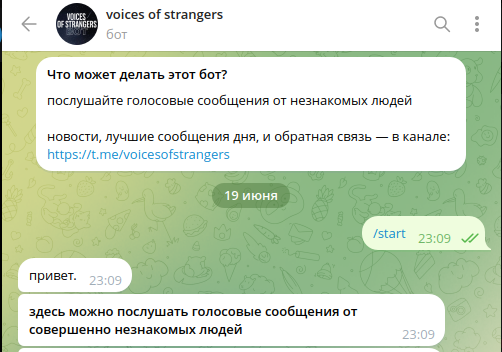 VOICES
OF STRANGERS
BOT
voices of strangers
бот
Что может делать этот бот?
послушайте голосовые сообщения от незнакомых людей
новости, лучшие сообщения дня, и обратная связь — в канале:
https://t.me/voicesofstrangers
19 июня
/start 23:09
привет. 23:09
здесь можно послушать голосовые сообщения от
совершенно незнакомых людей
23:09